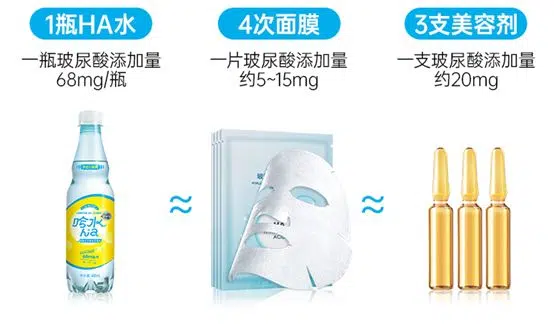 1瓶HA水
一瓶玻尿酸添加量
68mg/瓶
4次面膜
一片玻尿酸添加量
约5~15mg
3支美容剂
一支玻尿酸添加量
约20mg
哈水
hia
≈
≈